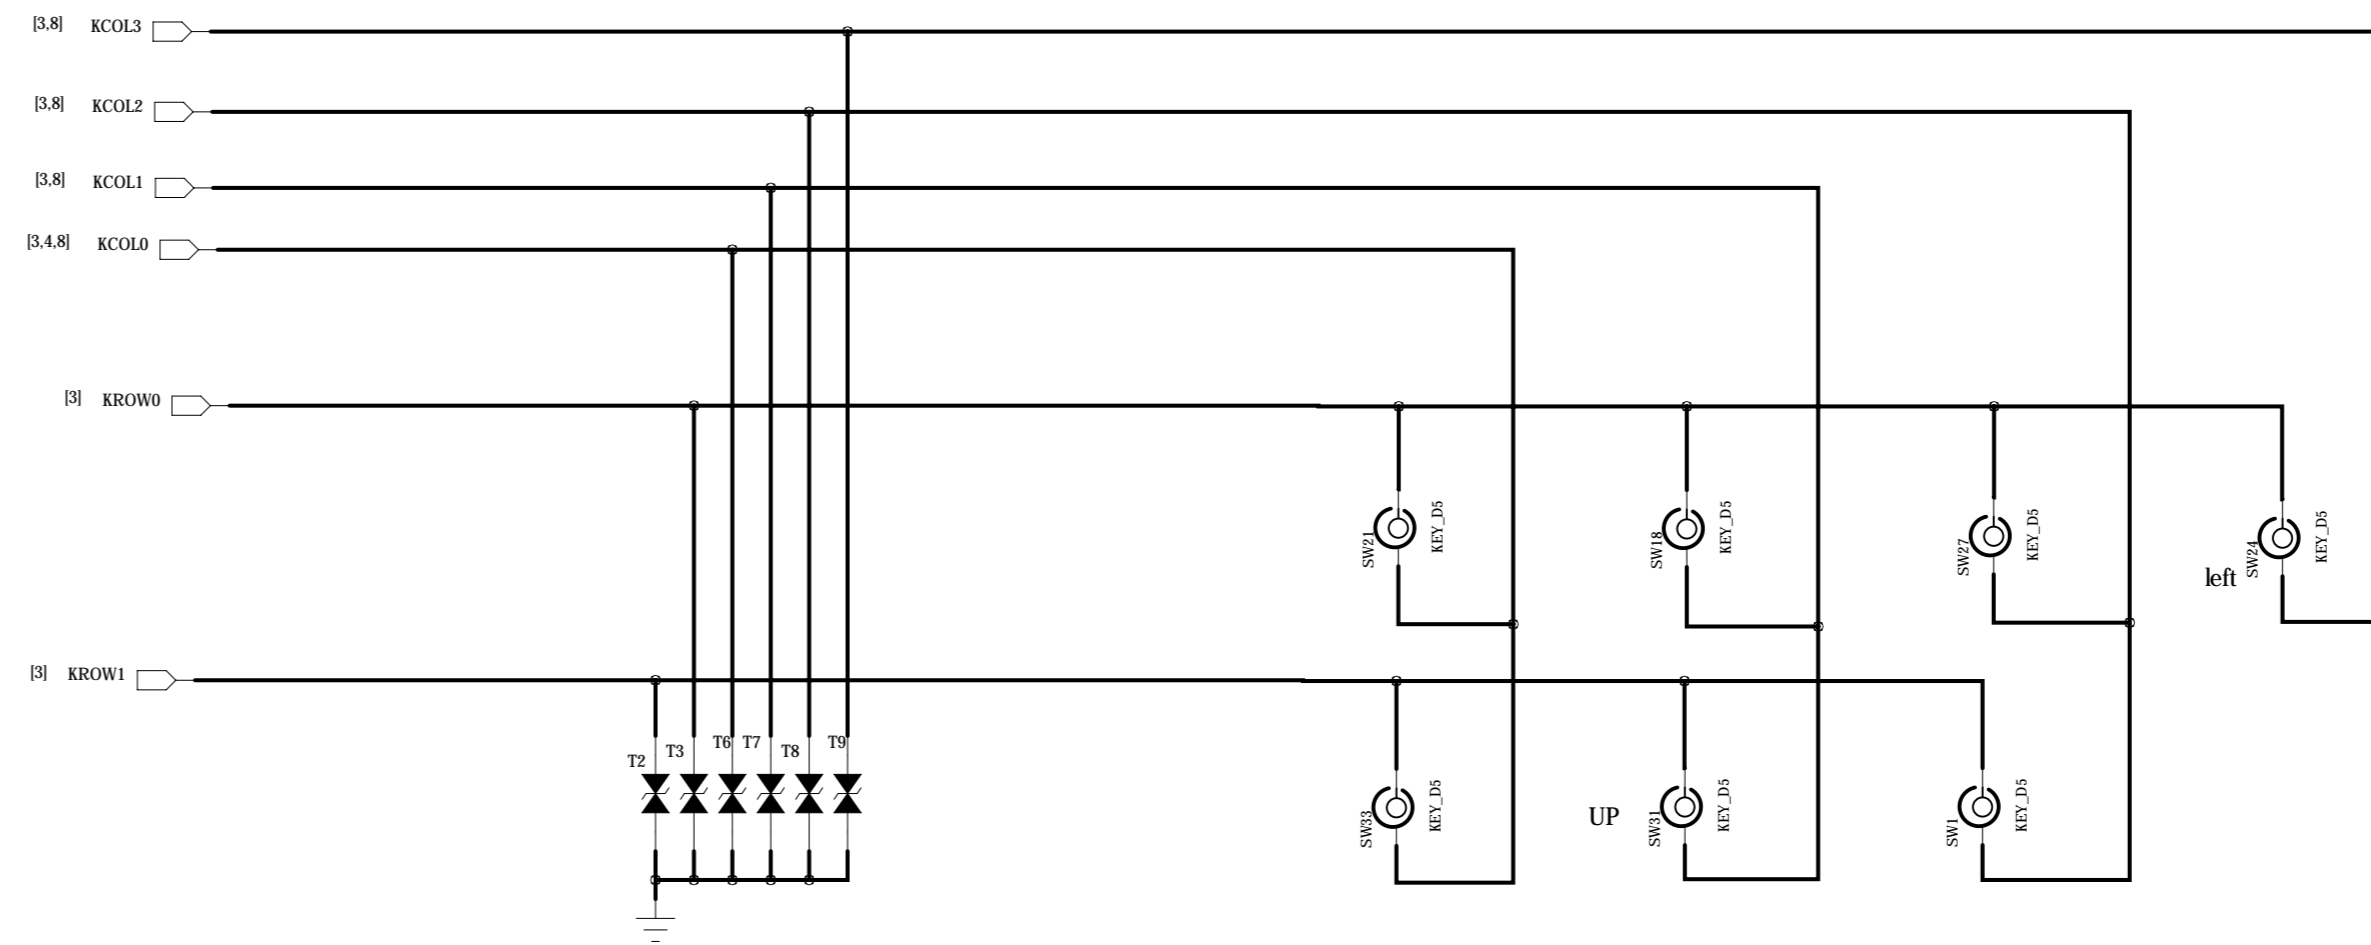 [3,8] KCOL3
[3,8] KCOL2
[3,8] KCOL1
[3,4,8] KCOL0
[3] KROW0
SW21
KEY_D5
SW18
KEY_D5
SW27
KEY_D5
left
SW24
KEY_D5
[3] KROW1
T2
T3
T6
T7
T8
T9
SW33
KEY_D5
UP
SW31
KEY_D5
SW1
KEY_D5